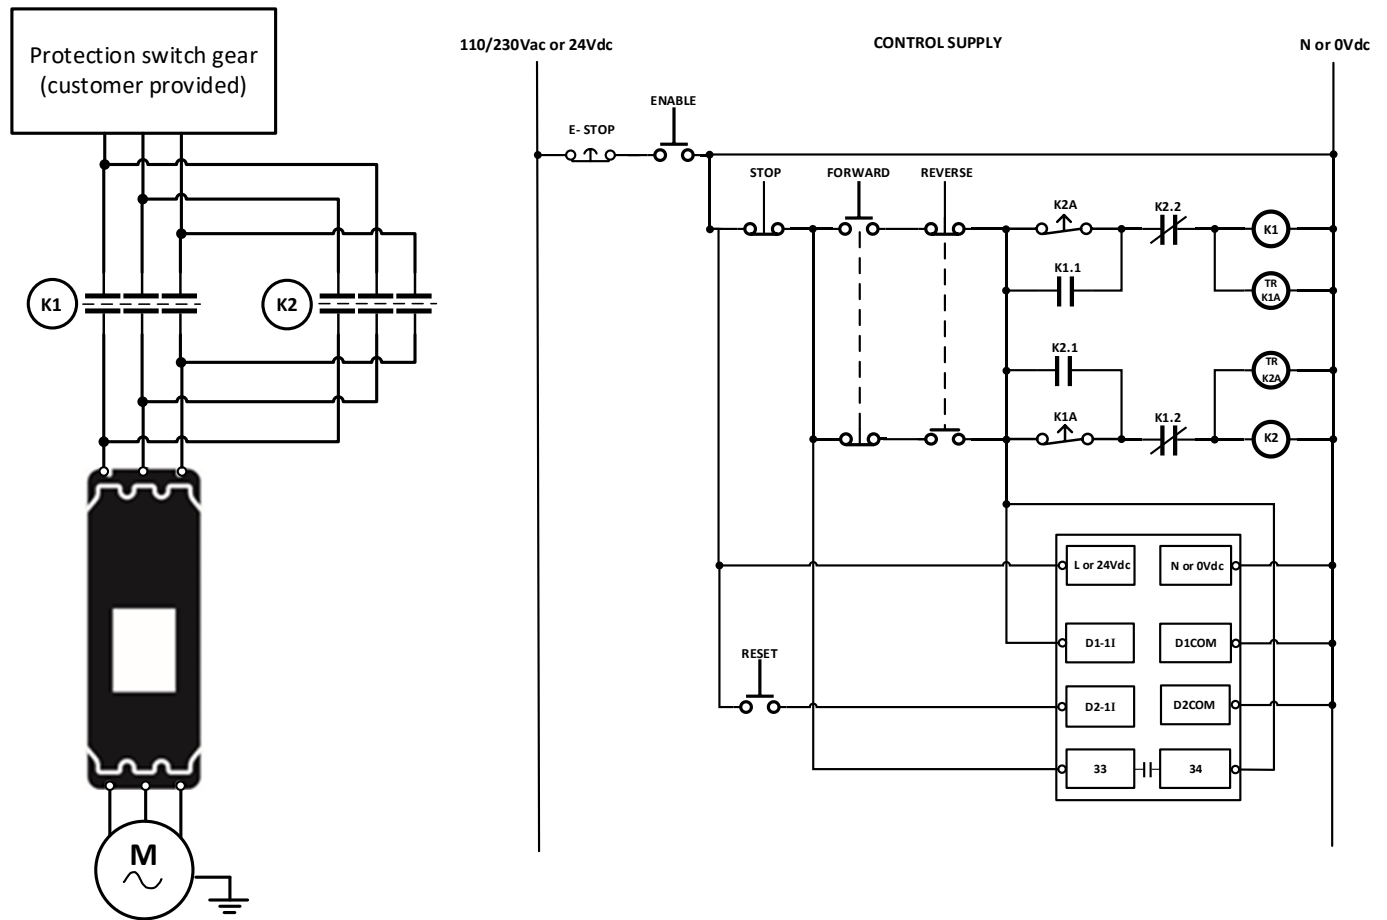 Protection switch gear
(customer provided)
K1
K2
M
110/230Vac or 24Vdc
CONTROL SUPPLY
N or 0Vdc
ENABLE
E- STOP
STOP
FORWARD
REVERSE
K2A
K2.2
K1
K1.1
TR
K1A
K2.1
TR
K2A
K1A
K1.2
K2
L or 24Vdc
N or 0Vdc
D1-1I
D1COM
RESET
D2-1I
D2COM
33
34